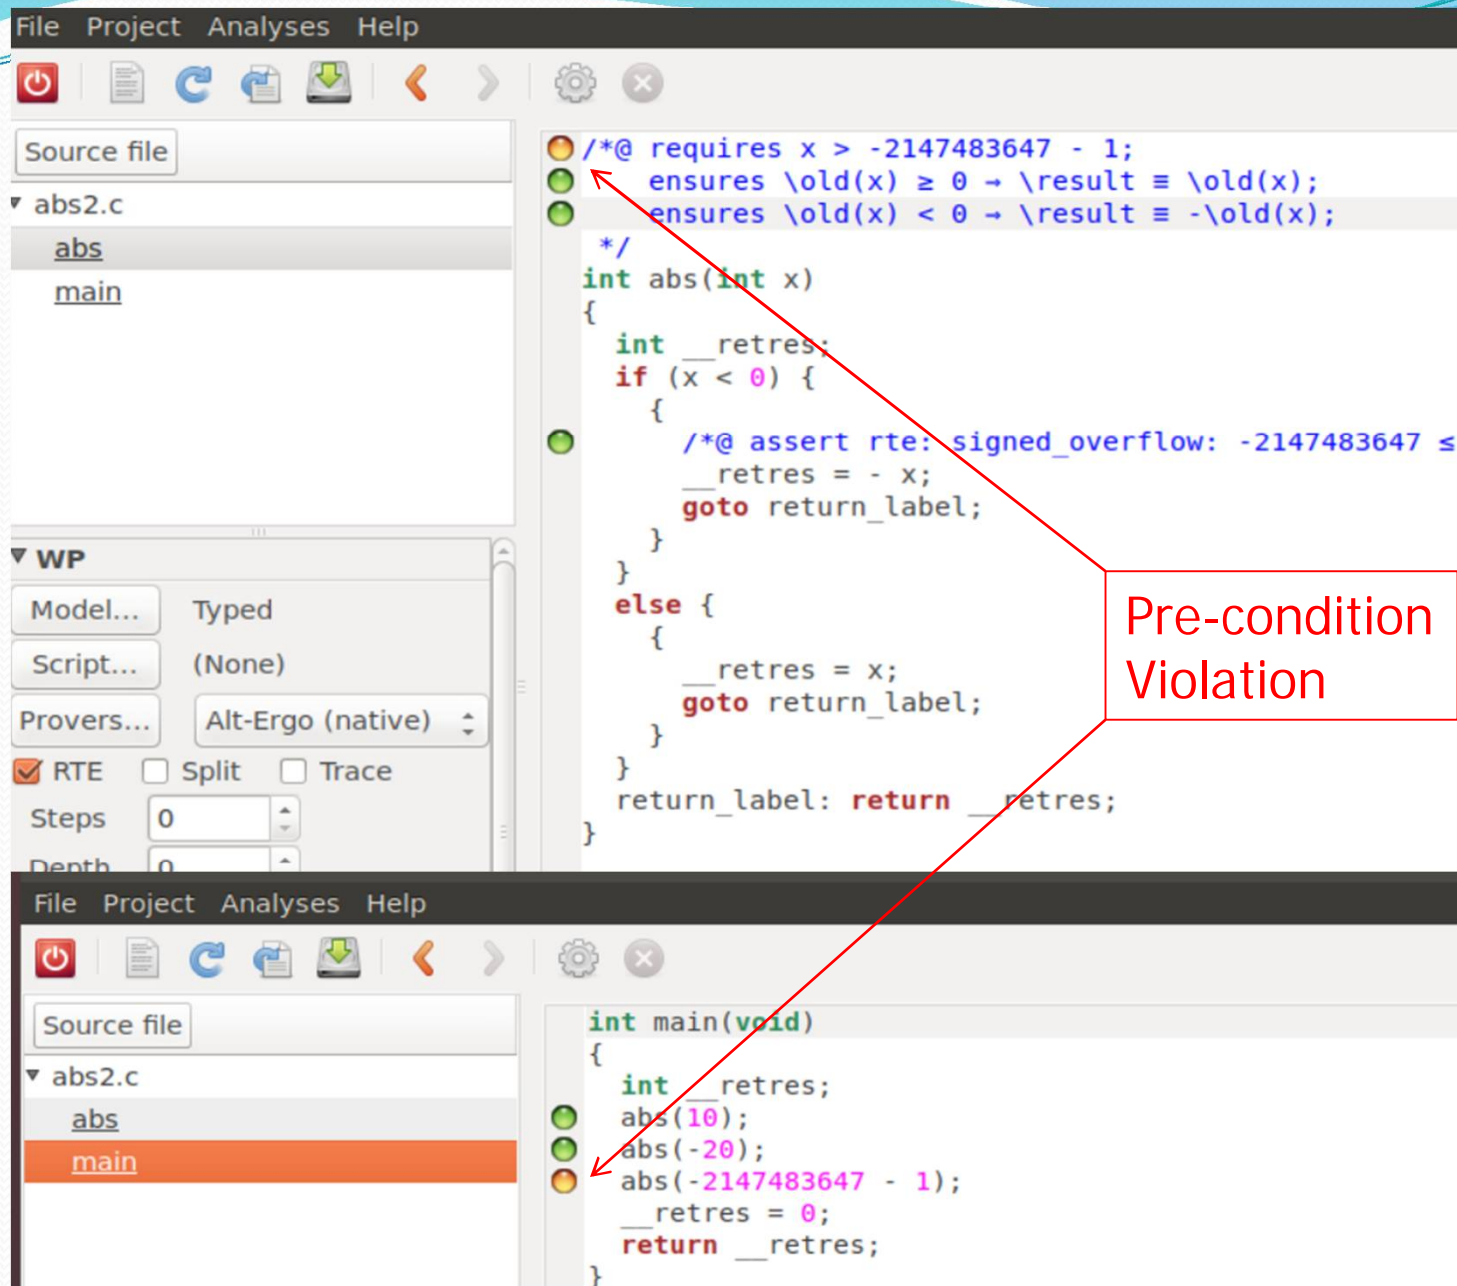 File Project Analyses Help
Source file
abs2.c
abs
main
/*@ requires x > -2147483647 - 1;
ensures \old(x) ≥ 0 → \result ≡ \old(x);
ensures \old(x) < 0 → \result ≡ -\old(x);
*/
int abs(int x)
{
int __retres;
if (x < 0) {
{
/*@ assert rte: signed_overflow: -2147483647 ≤
__retres = - x;
goto return_label;
}
}
else {
{
__retres = x;
goto return_label;
}
}
return_label: return __retres;
}
WP
Model... Typed
Script... (None)
Provers... Alt-Ergo (native)
RTE Split Trace
Steps 0
Depth 0
Pre-condition
Violation
File Project Analyses Help
Source file
abs2.c
abs
main
int main(void)
{
int __retres;
abs(10);
abs(-20);
abs(-2147483647 - 1);
__retres = 0;
return __retres;
}